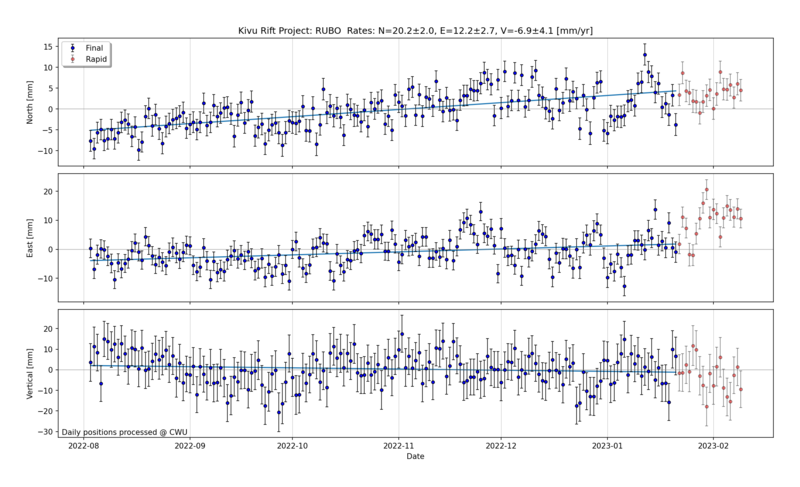 Kivu Rift Project: RUBO Rates: N=20.2±2.0, E=12.2±2.7, V=-6.9±4.1 [mm/yr]
Final
Rapid
North [mm]
15
10
5
0
−5
−10
East [mm]
20
10
0
−10
Vertical [mm]
20
10
0
−10
−20
−30
Daily positions processed @ CWU
2022-08 2022-09 2022-10 2022-11 2022-12 2023-01 2023-02
Date